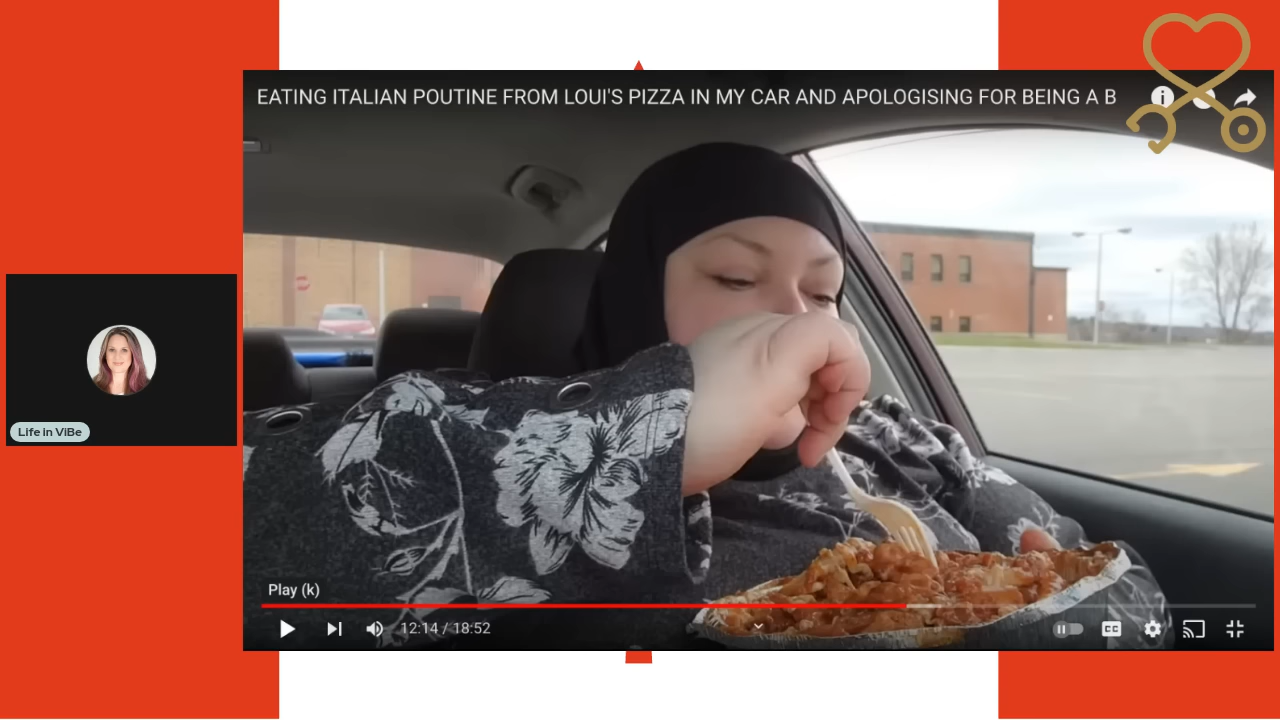 EATING ITALIAN POUTINE FROM LOUI'S PIZZA IN MY CAR AND APOLOGISING FOR BEING A B
Life in ViBe
Play (k)
12:14 / 18:52
CC